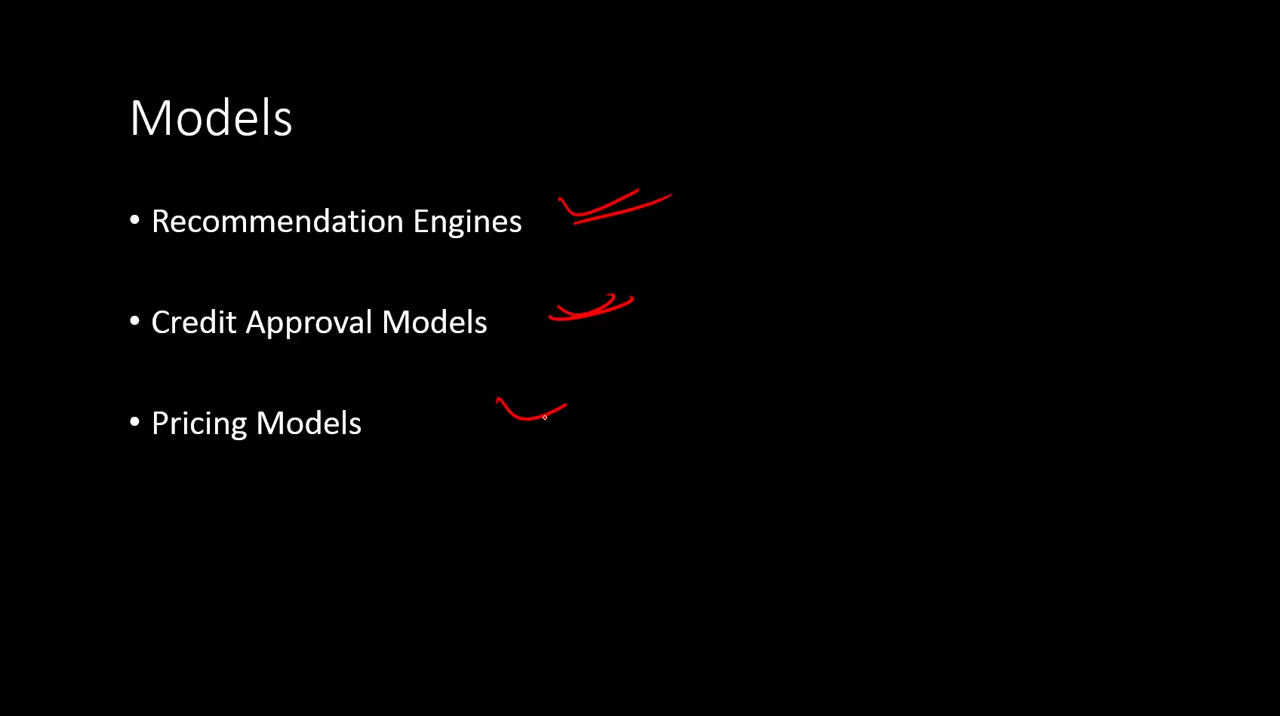 Models
• Recommendation Engines
• Credit Approval Models
• Pricing Models